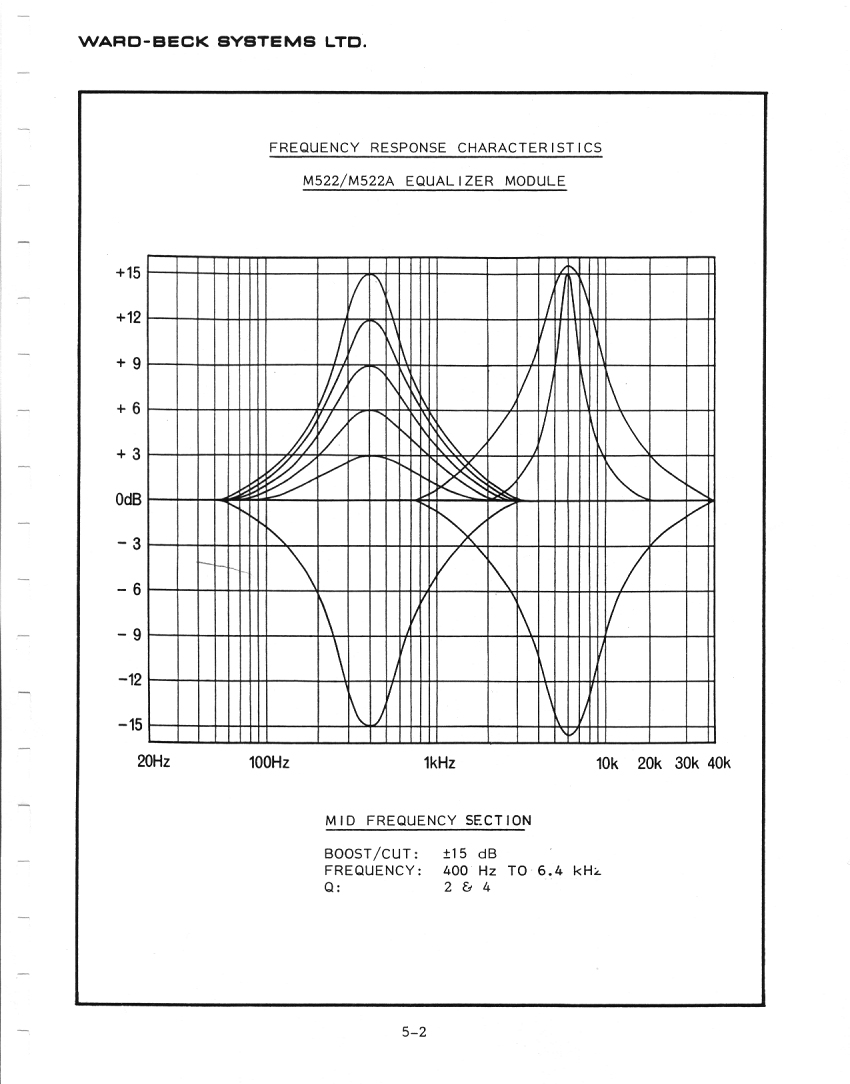 WARD-BECK SYSTEMS LTD.
FREQUENCY RESPONSE CHARACTERISTICS
M522/M522A EQUALIZER MODULE
+15
+12
+ 9
+ 6
+ 3
0dB
- 3
- 6
- 9
-12
-15
20Hz 100Hz 1kHz 10k 20k 30k 40k
MID FREQUENCY SECTION
BOOST/CUT: ±15 dB
FREQUENCY: 400 Hz TO 6.4 kHz
Q: 2 & 4
5-2